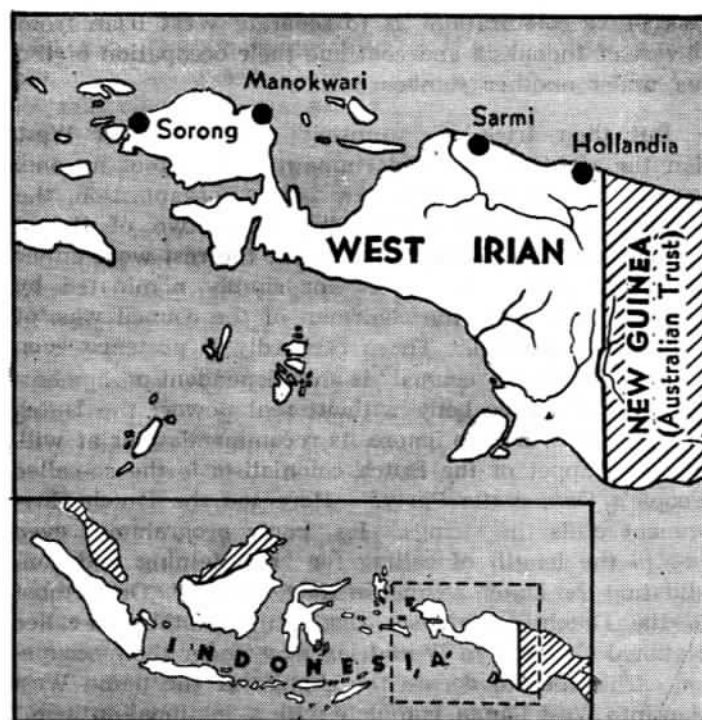 Manokwari
Sorong
Sarmi
Hollandia
WEST IRIAN
NEW GUINEA
(Australian Trust)
INDONESIA